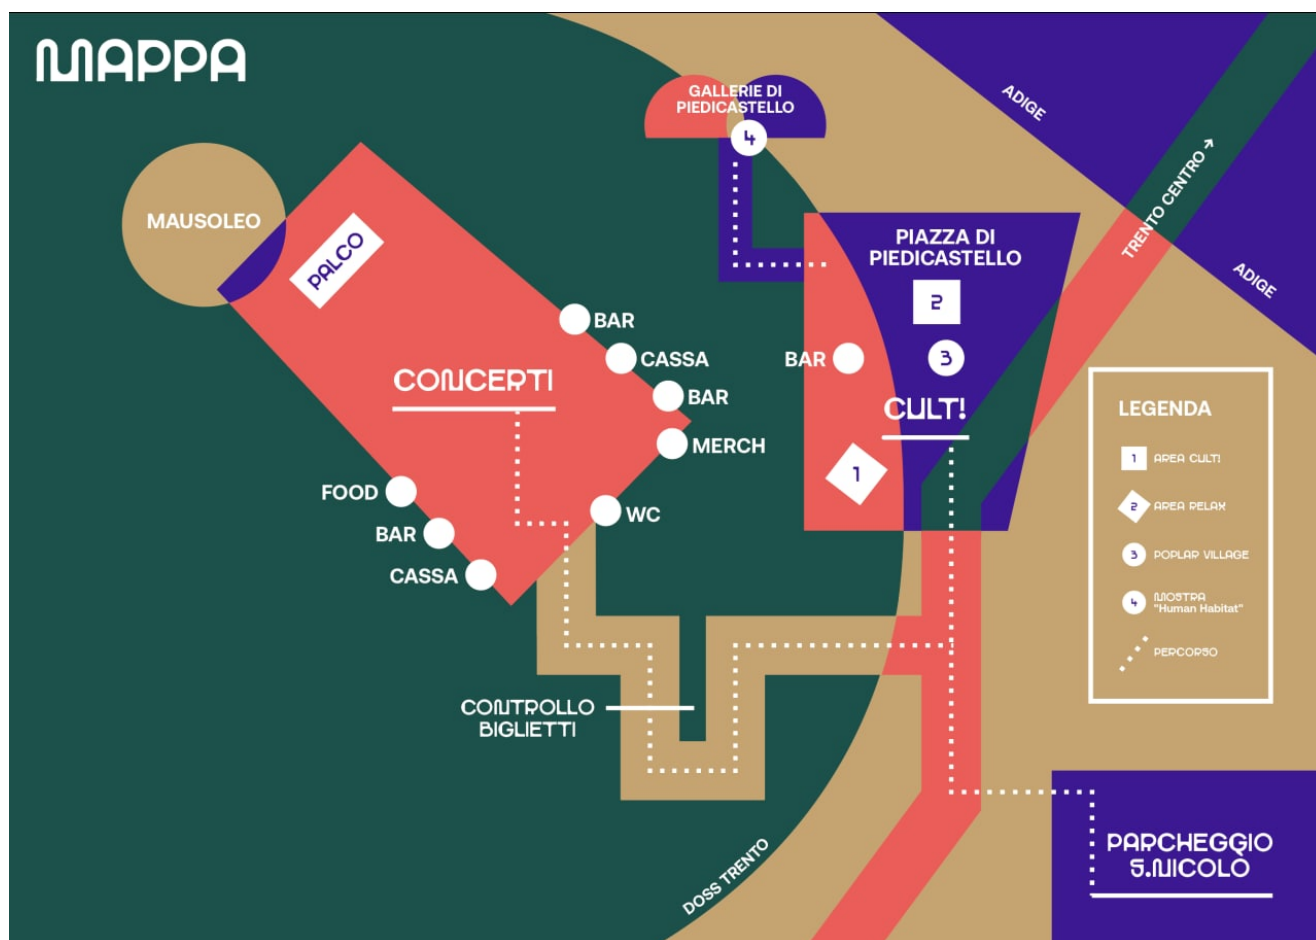 MAPPA
GALLERIE DI
PIEDICASTELLO
4
ADIGE
TRENTO CENTRO →
ADIGE
MAUSOLEO
PALCO
PIAZZA DI
PIEDICASTELLO
2
3
BAR
CULT!
1
BAR
CASSA
BAR
MERCH
WC
CONCERTI
FOOD
BAR
CASSA
CONTROLLO
BIGLIETTI
DOSS TRENTO
LEGENDA
1 AREA CULT!
2 AREA RELAX
3 POPLAR VILLAGE
4 MOSTRA
"Human Habitat"
PERCORSO
PARCHEGGIO
S.NICOLÒ